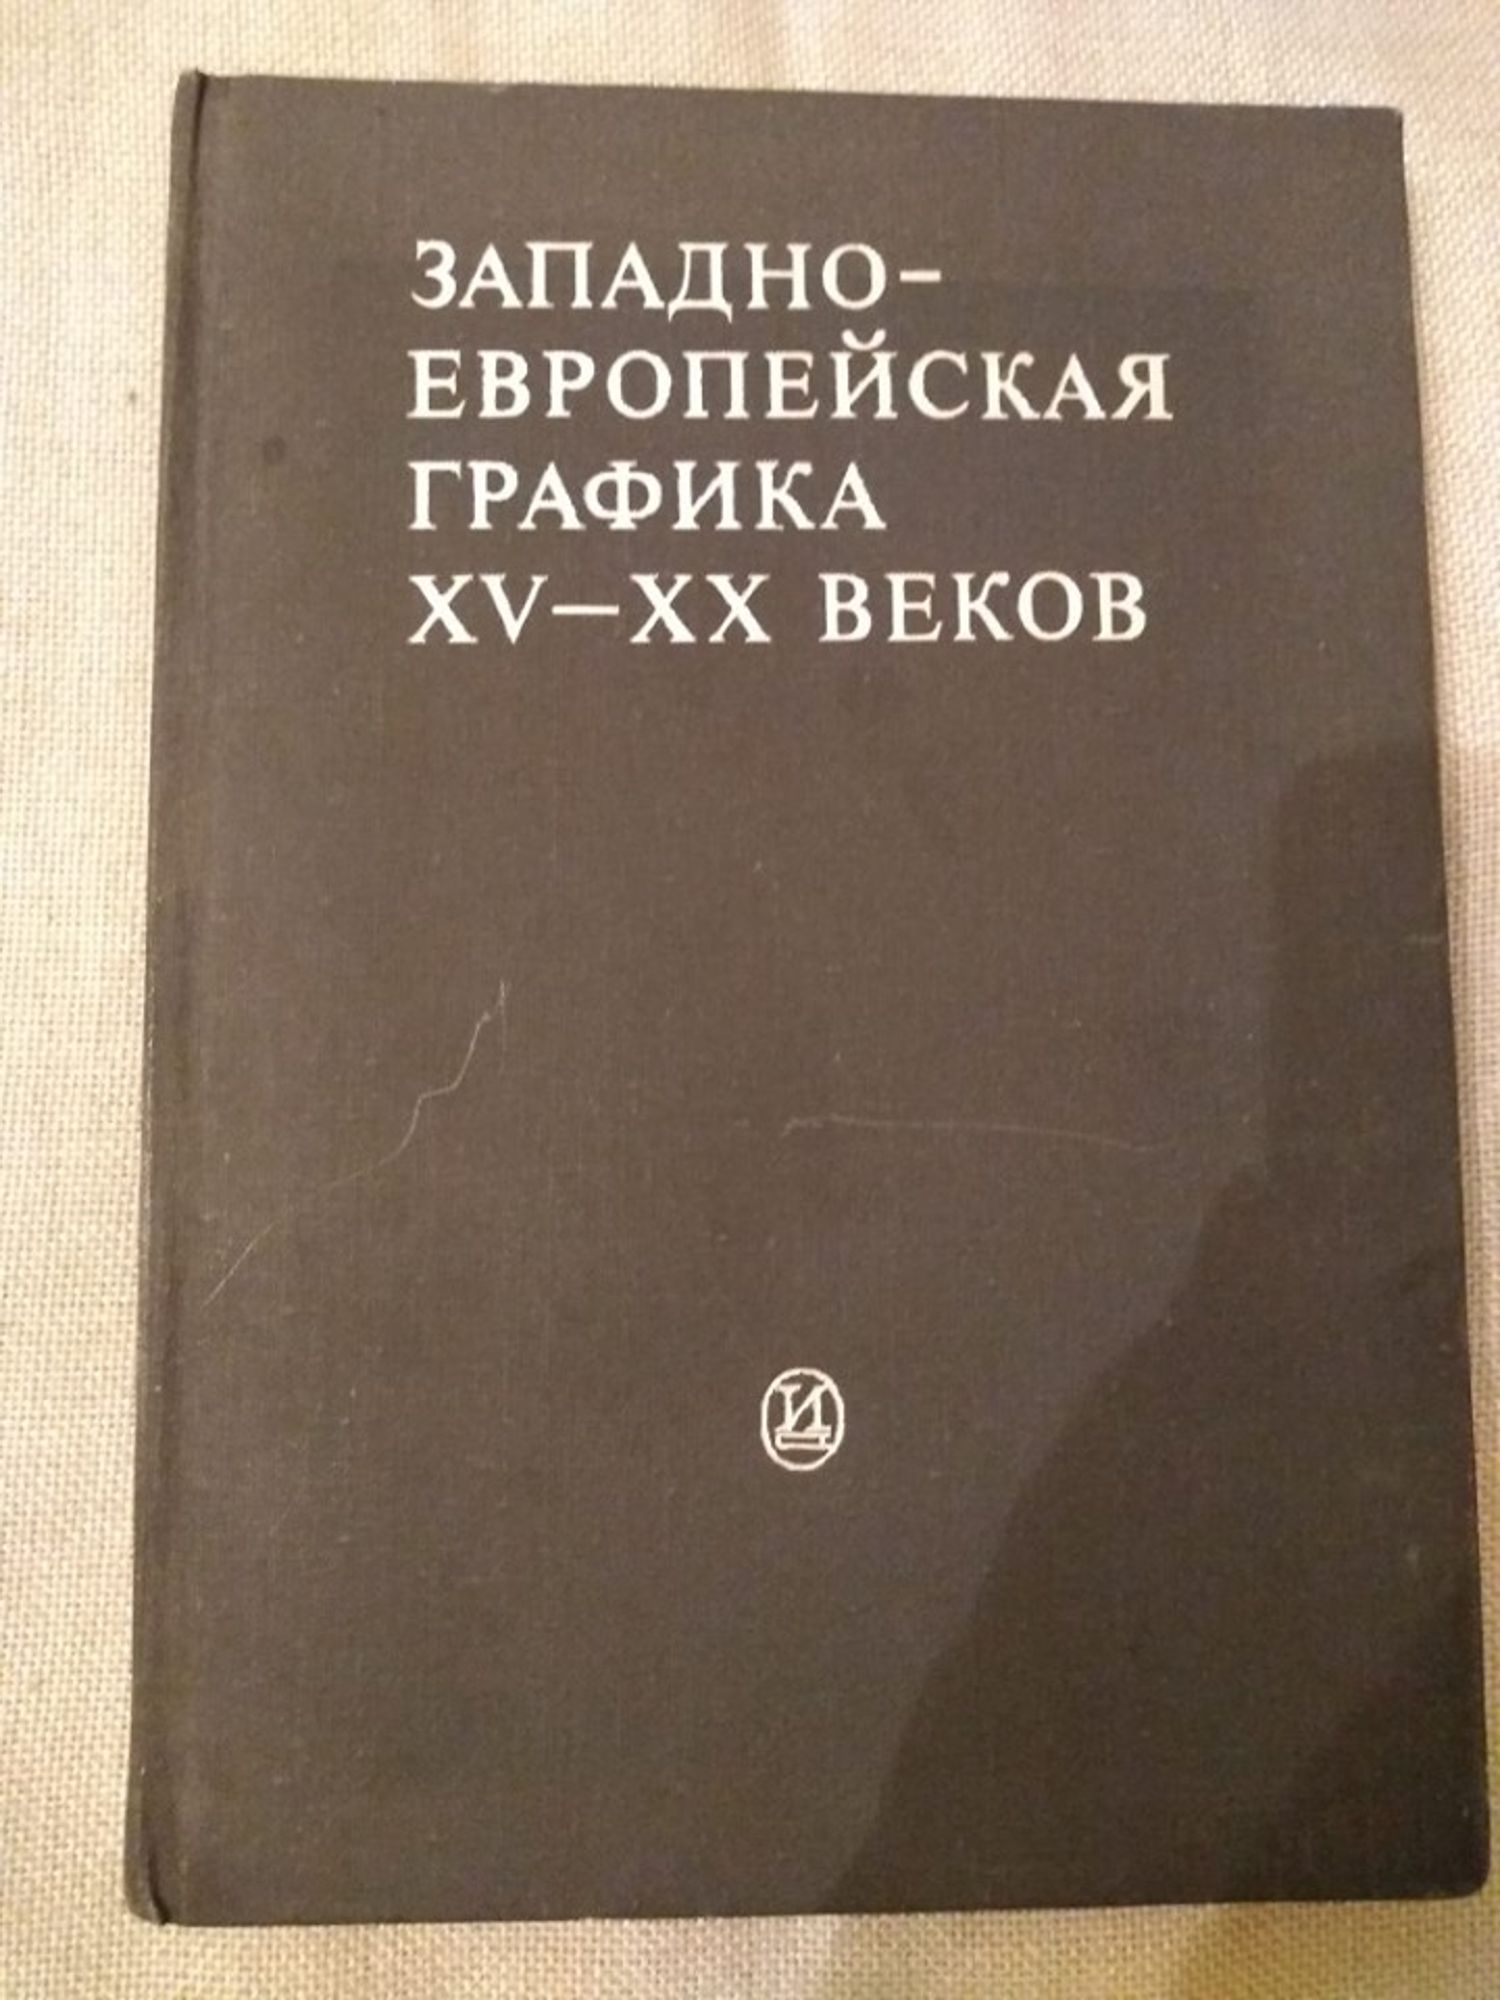 ЗАПАДНО-
ЕВРОПЕЙСКАЯ
ГРАФИКА
XV—XX ВЕКОВ
И